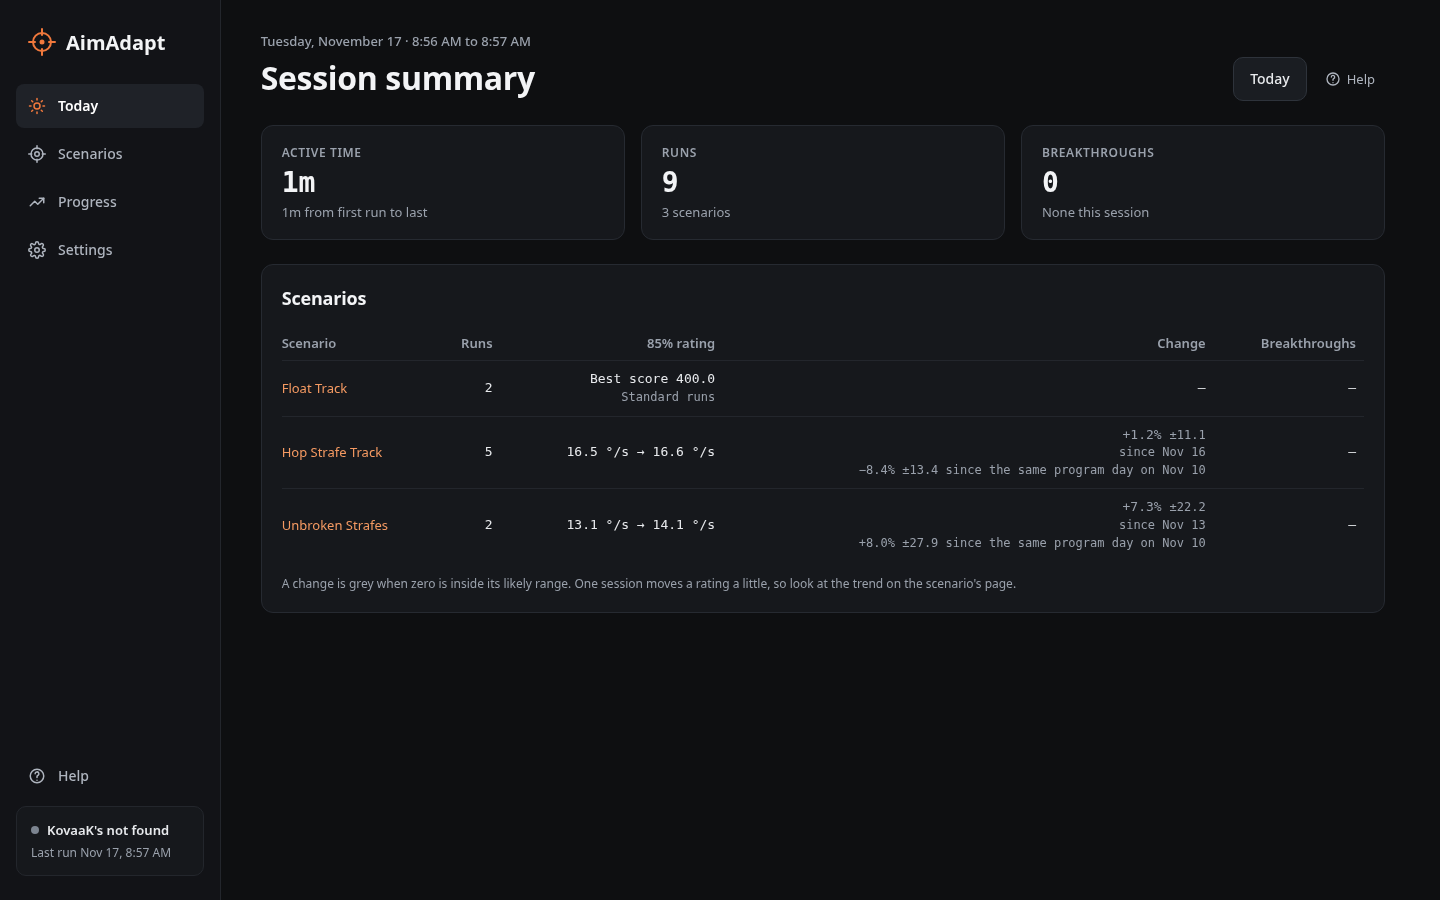 AimAdapt
Today
Scenarios
Progress
Settings
Help
KovaaK's not found
Last run Nov 17, 8:57 AM
Tuesday, November 17 · 8:56 AM to 8:57 AM
Session summary
Today
Help
ACTIVE TIME
1m
1m from first run to last
RUNS
9
3 scenarios
BREAKTHROUGHS
0
None this session
Scenarios
Scenario Runs 85% rating Change Breakthroughs
Float Track 2 Best score 400.0 — —
Standard runs
Hop Strafe Track 5 16.5 °/s → 16.6 °/s +1.2% ±11.1 —
since Nov 16
−8.4% ±13.4 since the same program day on Nov 10
Unbroken Strafes 2 13.1 °/s → 14.1 °/s +7.3% ±22.2 —
since Nov 13
+8.0% ±27.9 since the same program day on Nov 10
A change is grey when zero is inside its likely range. One session moves a rating a little, so look at the trend on the scenario's page.